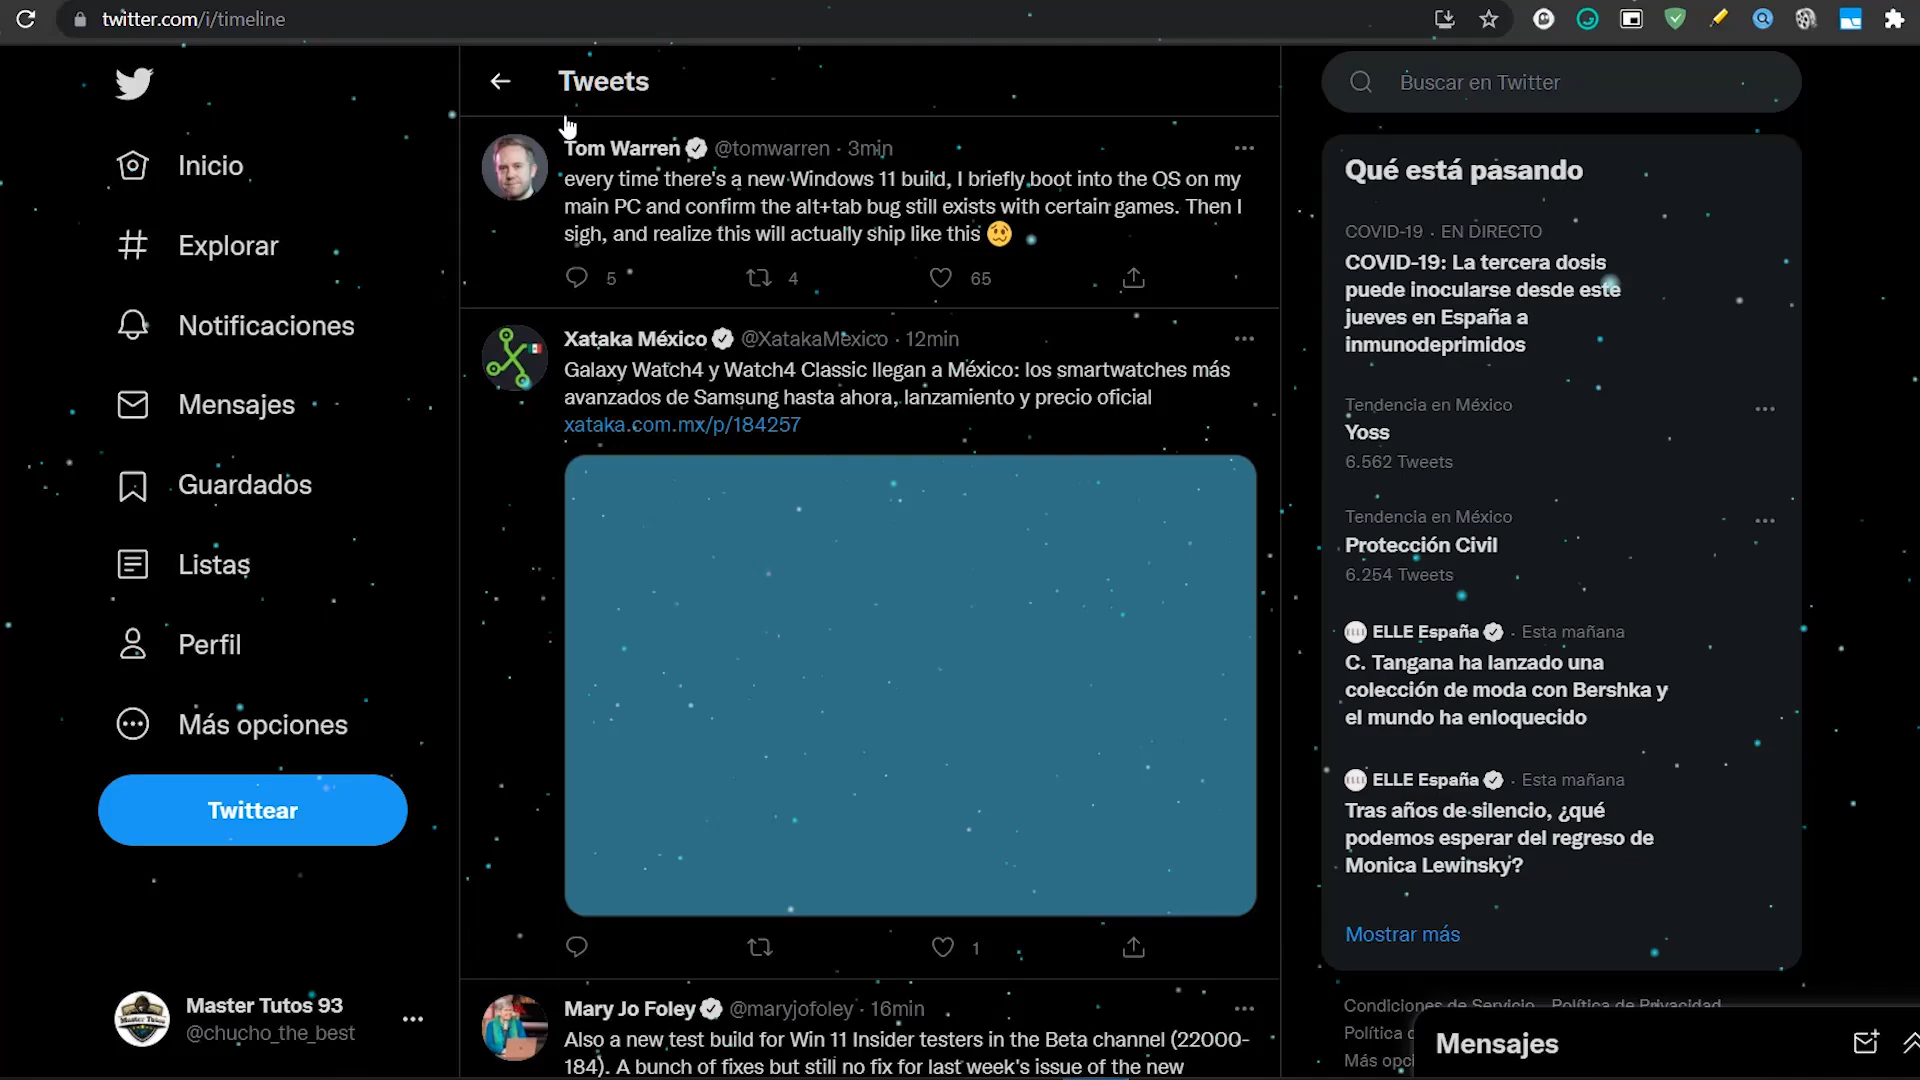 twitter.com/i/timeline
Inicio
Explorar
Notificaciones
Mensajes
Guardados
Listas
Perfil
Más opciones
Twittear
Master Tutos 93
@chucho_the_best
Tweets
Tom Warren @tomwarren · 3min
every time there's a new Windows 11 build, I briefly boot into the OS on my
main PC and confirm the alt+tab bug still exists with certain games. Then I
sigh, and realize this will actually ship like this 🥴
5 4 65
Xataka México @XatakaMexico · 12min
Galaxy Watch4 y Watch4 Classic llegan a México: los smartwatches más
avanzados de Samsung hasta ahora, lanzamiento y precio oficial
xataka.com.mx/p/184257
1
Mary Jo Foley @maryjofoley · 16min
Also a new test build for Win 11 Insider testers in the Beta channel (22000-
184). A bunch of fixes but still no fix for last week's issue of the new
Buscar en Twitter
Qué está pasando
COVID-19 · EN DIRECTO
COVID-19: La tercera dosis
puede inocularse desde este
jueves en España a
inmunodeprimidos
Tendencia en México
Yoss
6.562 Tweets
Tendencia en México
Protección Civil
6.254 Tweets
ELLE España · Esta mañana
C. Tangana ha lanzado una
colección de moda con Bershka y
el mundo ha enloquecido
ELLE España · Esta mañana
Tras años de silencio, ¿qué
podemos esperar del regreso de
Monica Lewinsky?
Mostrar más
Condiciones de Servicio Política de Privacidad
Política
Más
Mensajes